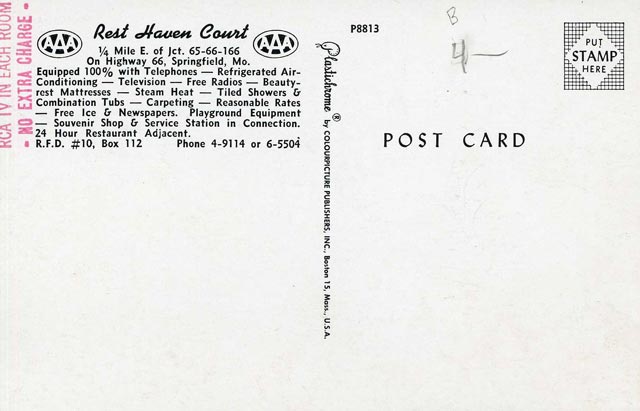 RCA TV IN EACH ROOM
- NO EXTRA CHARGE -
AAA
Rest Haven Court
AAA
¼ Mile E. of Jct. 65-66-166
On Highway 66, Springfield, Mo.
Equipped 100% with Telephones — Refrigerated Air-
Conditioning — Television — Free Radios — Beauty-
rest Mattresses — Steam Heat — Tiled Showers &
Combination Tubs — Carpeting — Reasonable Rates
— Free Ice & Newspapers. Playground Equipment
— Souvenir Shop & Service Station in Connection.
24 Hour Restaurant Adjacent.
R.F.D. #10, Box 112 Phone 4-9114 or 6-5504
Plastichrome ® by COLOURPICTURE PUBLISHERS, INC., Boston 15, Mass., U.S.A.
P8813
B
4—
POST CARD
PUT
STAMP
HERE